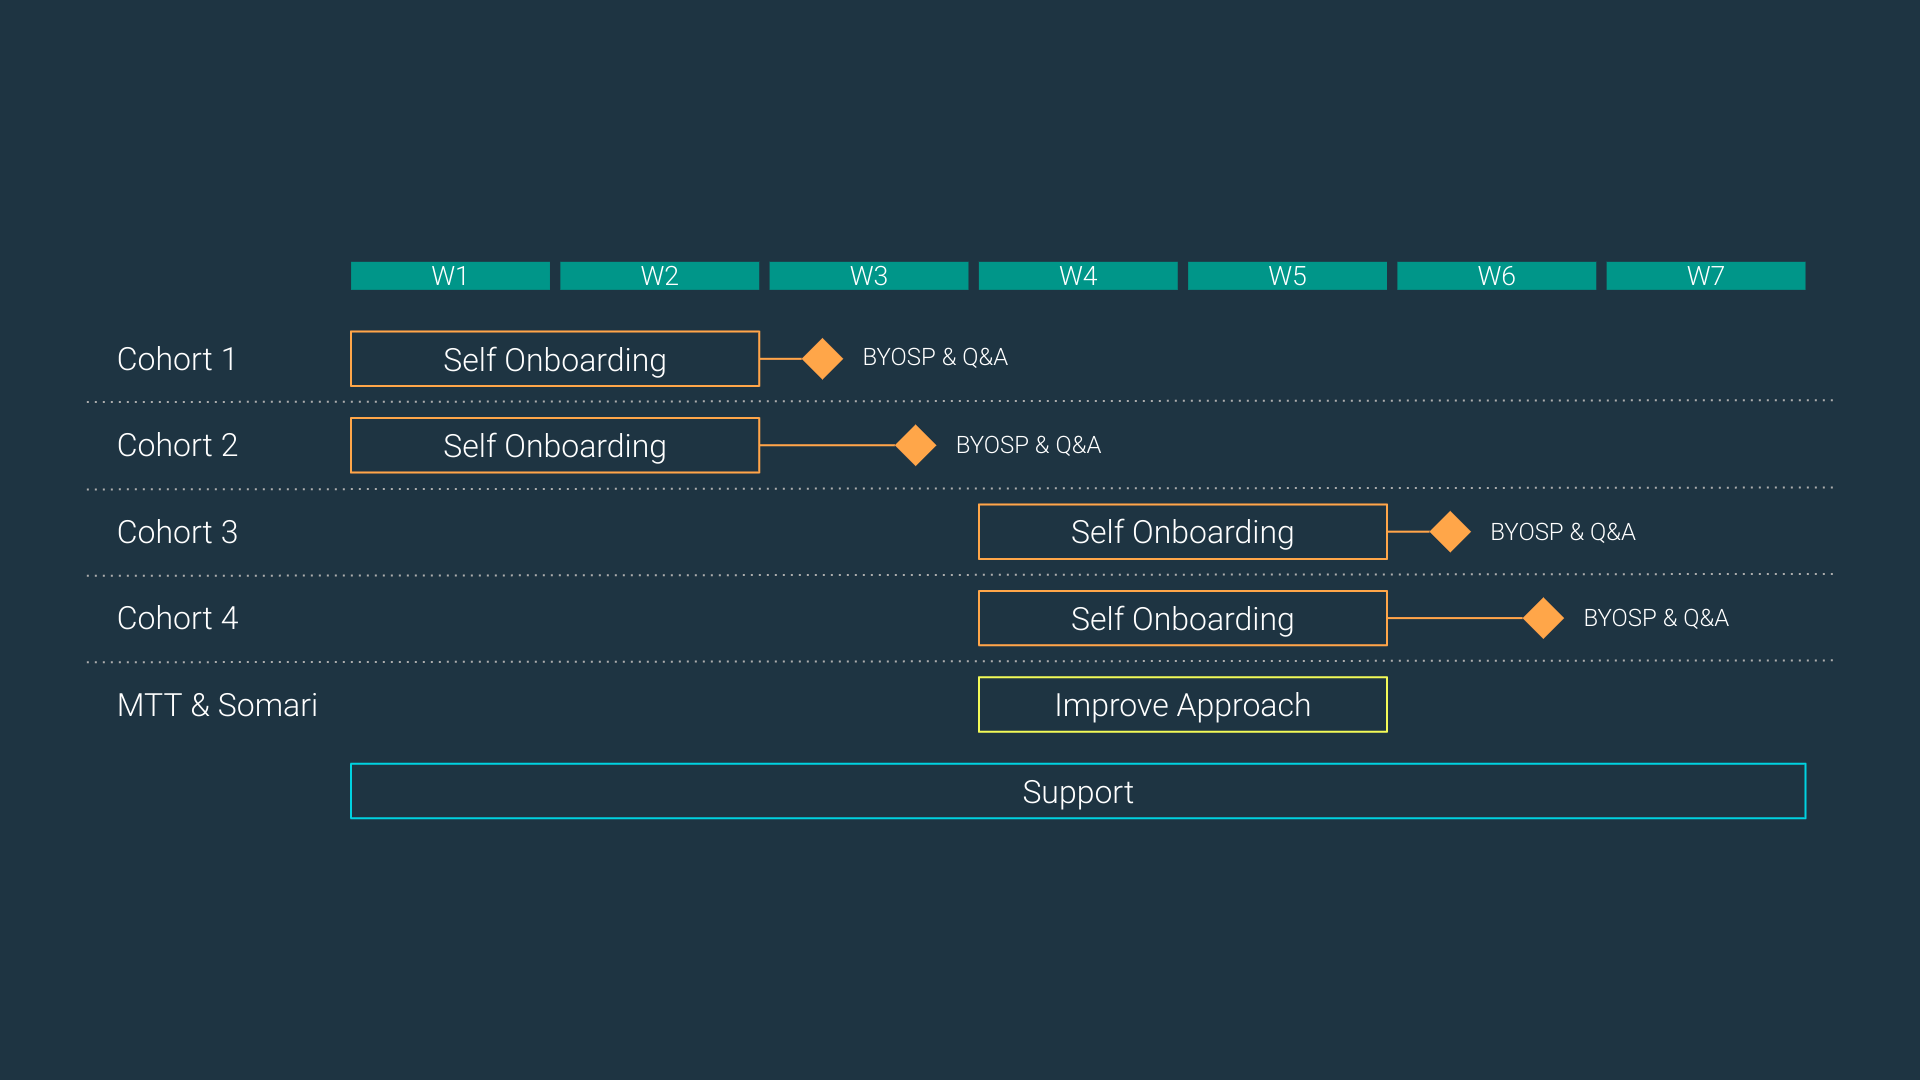 W1 W2 W3 W4 W5 W6 W7
Cohort 1 Self Onboarding BYOSP & Q&A
Cohort 2 Self Onboarding BYOSP & Q&A
Cohort 3 Self Onboarding BYOSP & Q&A
Cohort 4 Self Onboarding BYOSP & Q&A
MTT & Somari Improve Approach
Support